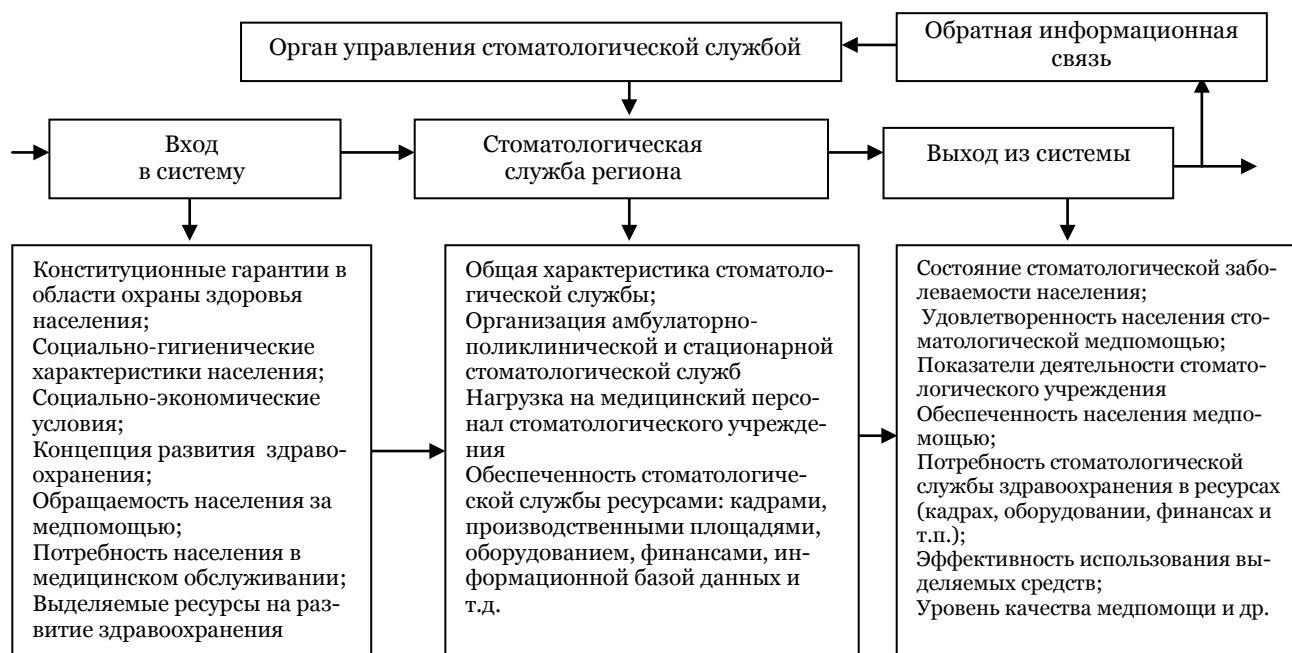 Орган управления стоматологической службой
Обратная информационная
связь
Вход
в систему
Стоматологическая
служба региона
Выход из системы
Конституционные гарантии в
области охраны здоровья
населения;
Социально-гигиенические
характеристики населения;
Социально-экономические
условия;
Концепция развития здраво-
охранения;
Обращаемость населения за
медпомощью;
Потребность населения в
медицинском обслуживании;
Выделяемые ресурсы на раз-
витие здравоохранения
Общая характеристика стоматоло-
гической службы;
Организация амбулаторно-
поликлинической и стационарной
стоматологической служб
Нагрузка на медицинский персо-
нал стоматологического учрежде-
ния
Обеспеченность стоматологиче-
ской службы ресурсами: кадрами,
производственными площадями,
оборудованием, финансами, ин-
формационной базой данных и
т.д.
Состояние стоматологической забо-
леваемости населения;
Удовлетворенность населения сто-
матологической медпомощью;
Показатели деятельности стомато-
логического учреждения
Обеспеченность населения медпо-
мощью;
Потребность стоматологической
службы здравоохранения в ресурсах
(кадрах, оборудовании, финансах и
т.п.);
Эффективность использования вы-
деляемых средств;
Уровень качества медпомощи и др.